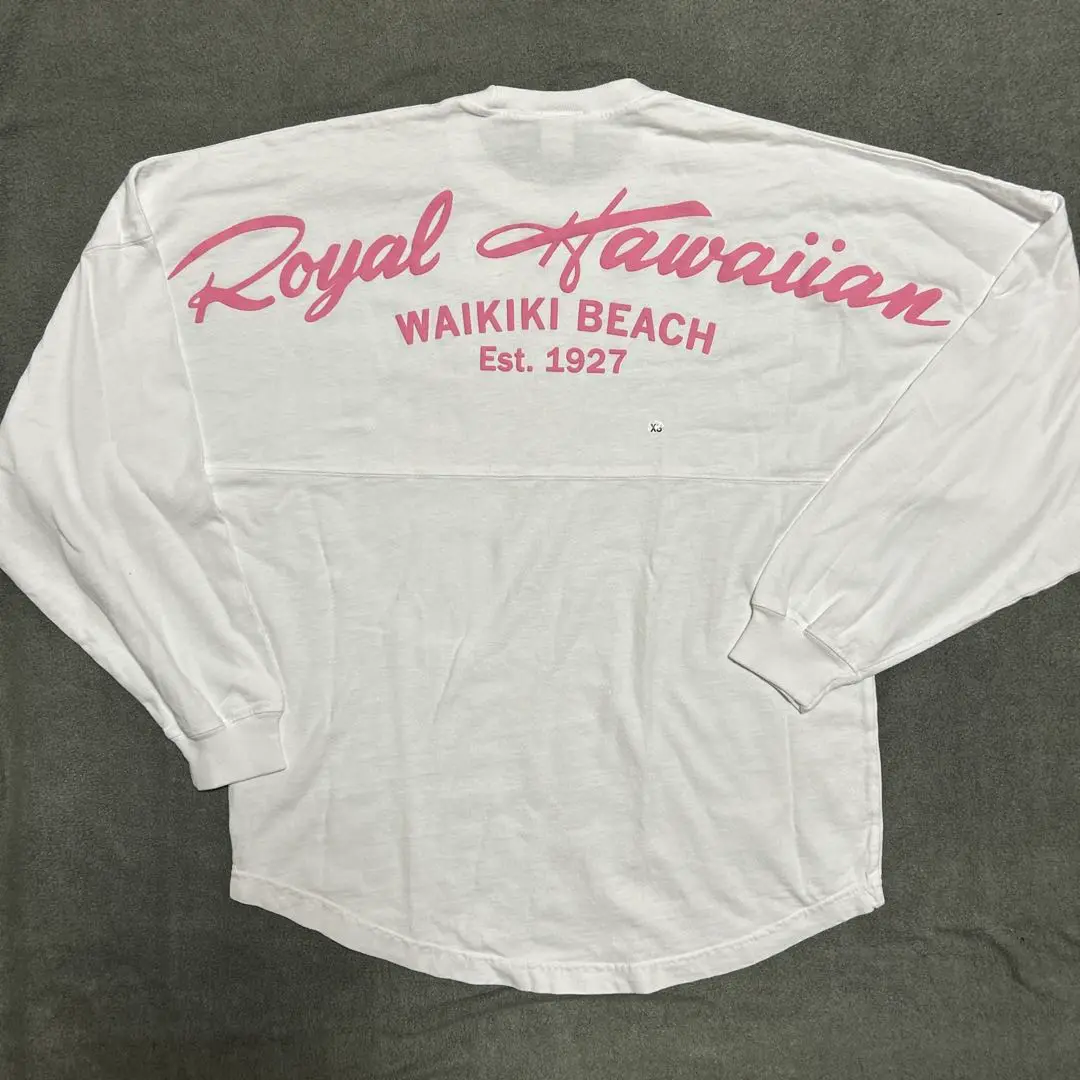 Royal Hawaiian
WAIKIKI BEACH
Est. 1927
XS